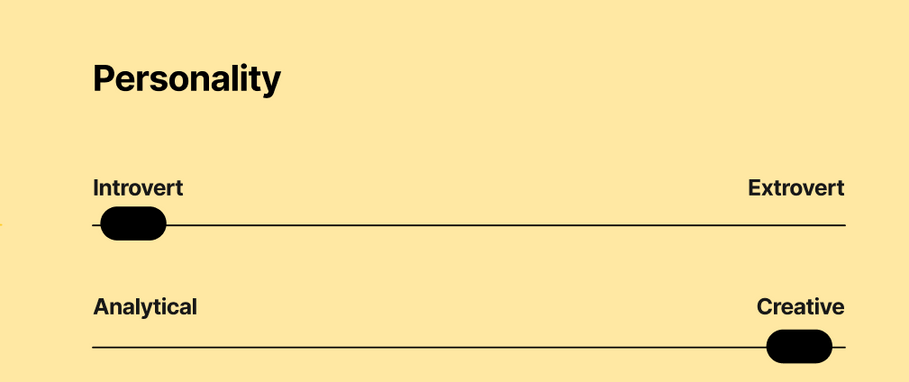 Personality
Introvert Extrovert
Analytical Creative